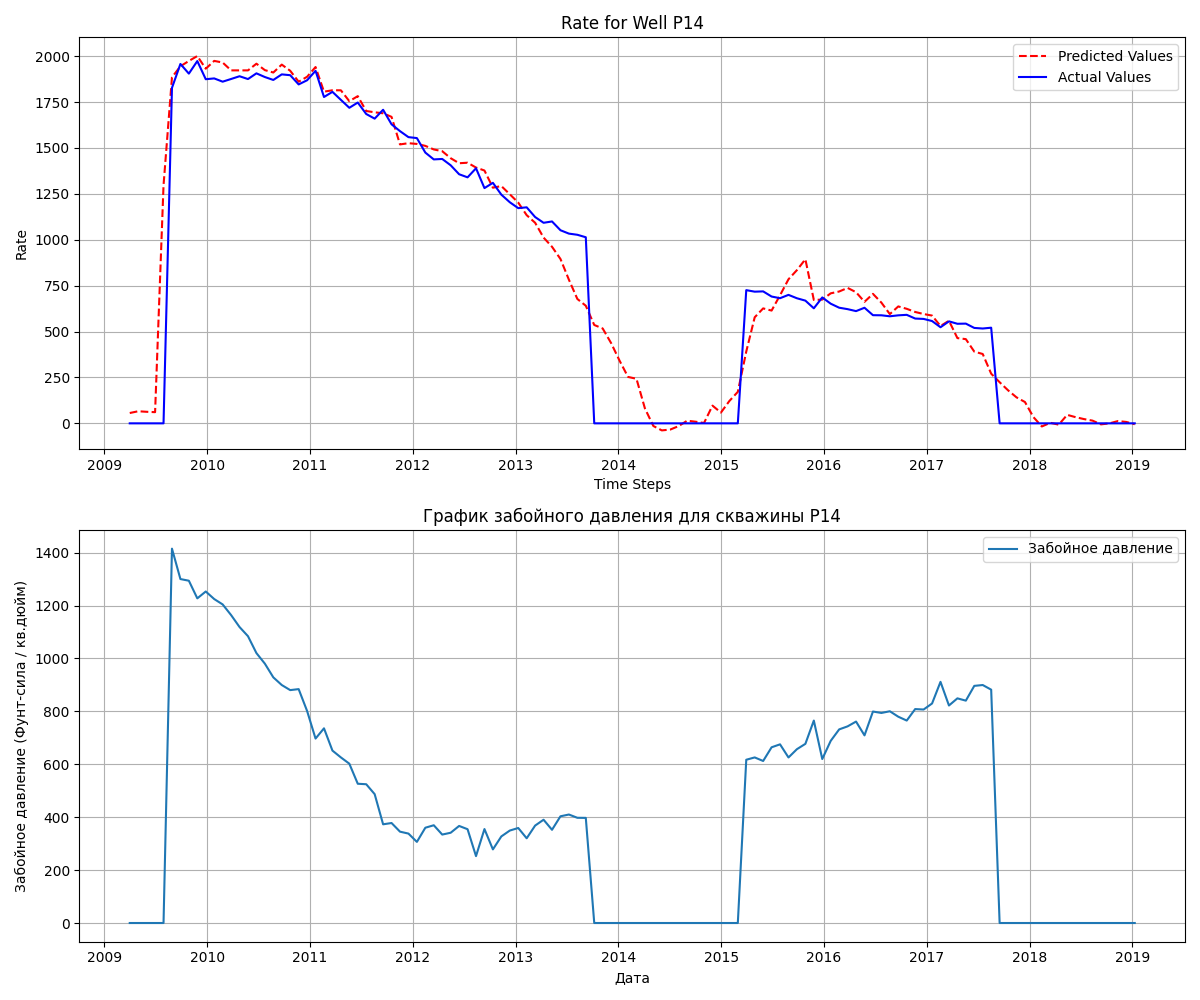 Rate for Well P14
Predicted Values
Actual Values
Rate
2000
1750
1500
1250
1000
750
500
250
0
2009 2010 2011 2012 2013 2014 2015 2016 2017 2018 2019
Time Steps
График забойного давления для скважины P14
Забойное давление
Забойное давление (Фунт-сила / кв.дюйм)
1400
1200
1000
800
600
400
200
0
2009 2010 2011 2012 2013 2014 2015 2016 2017 2018 2019
Дата